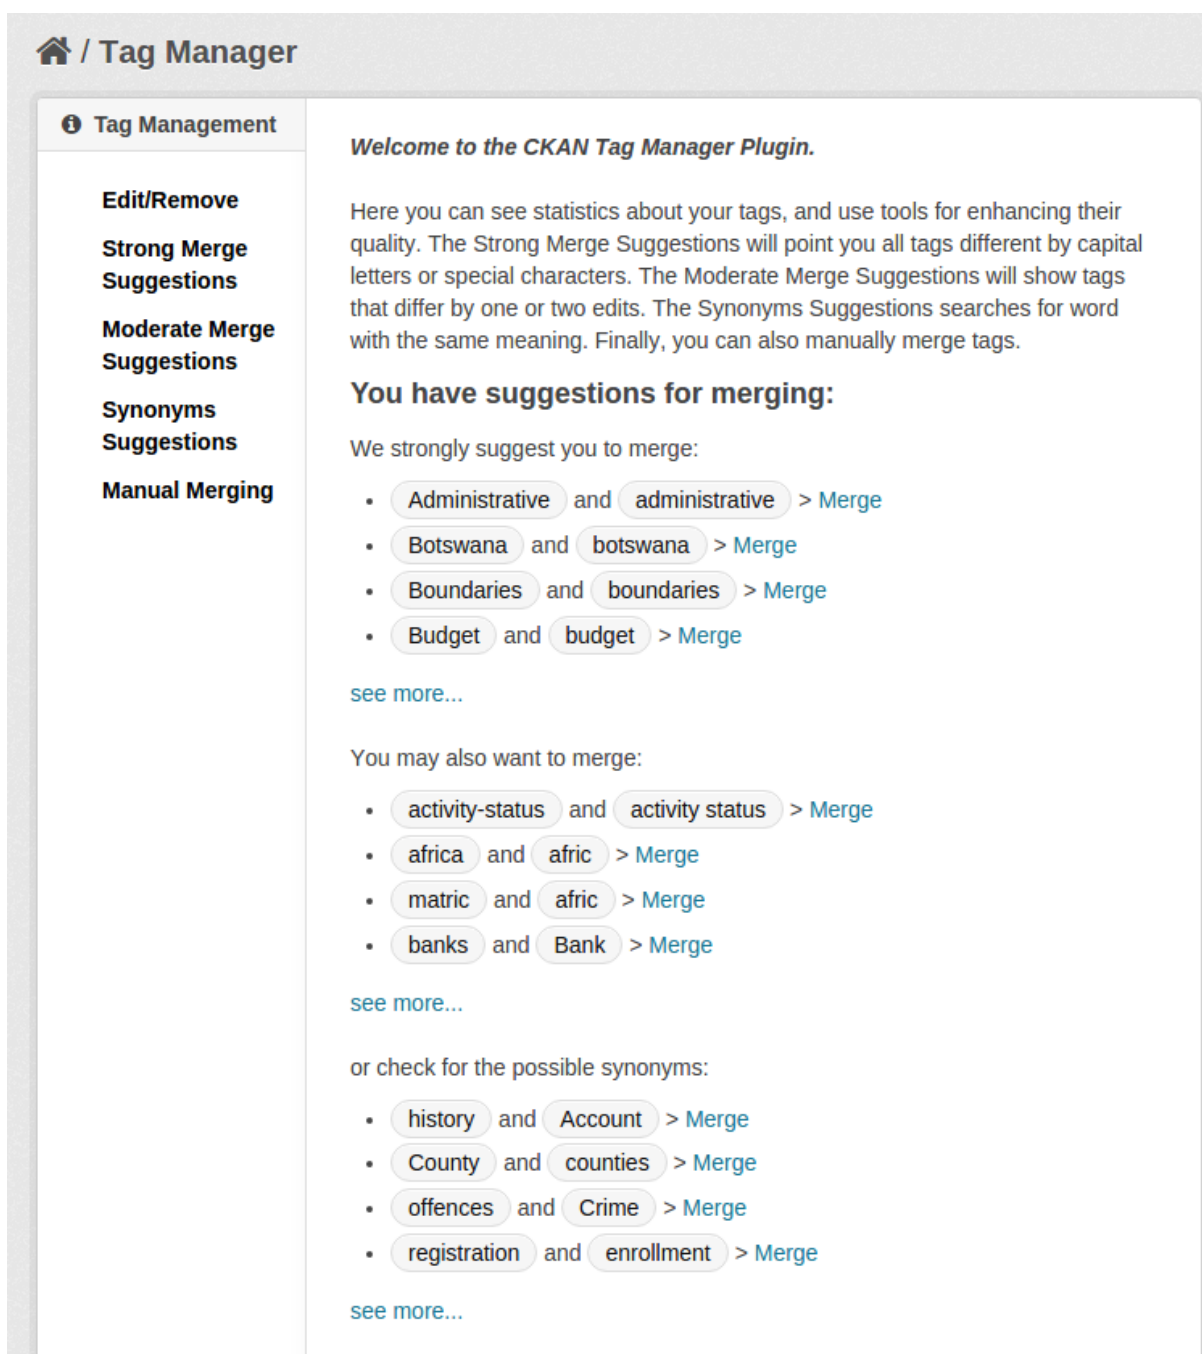 / Tag Manager
Tag Management
Edit/Remove
Strong Merge
Suggestions
Moderate Merge
Suggestions
Synonyms
Suggestions
Manual Merging
Welcome to the CKAN Tag Manager Plugin.
Here you can see statistics about your tags, and use tools for enhancing their
quality. The Strong Merge Suggestions will point you all tags different by capital
letters or special characters. The Moderate Merge Suggestions will show tags
that differ by one or two edits. The Synonyms Suggestions searches for word
with the same meaning. Finally, you can also manually merge tags.
You have suggestions for merging:
We strongly suggest you to merge:
• Administrative and administrative > Merge
• Botswana and botswana > Merge
• Boundaries and boundaries > Merge
• Budget and budget > Merge
see more...
You may also want to merge:
• activity-status and activity status > Merge
• africa and afric > Merge
• matric and afric > Merge
• banks and Bank > Merge
see more...
or check for the possible synonyms:
• history and Account > Merge
• County and counties > Merge
• offences and Crime > Merge
• registration and enrollment > Merge
see more...